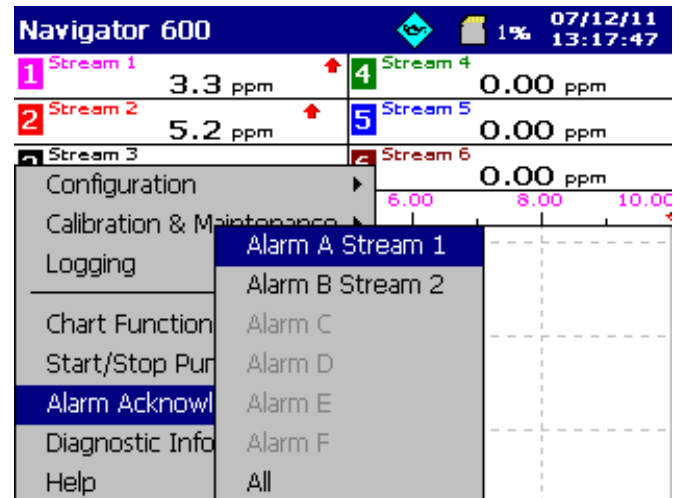 Navigator 600
1%
07/12/11
13:17:47
1 Stream 1
3.3 ppm
4 Stream 4
0.00 ppm
2 Stream 2
5.2 ppm
5 Stream 5
0.00 ppm
Stream 3
Stream 6
0.00 ppm
6.00 8.00 10.00
Configuration
Calibration & Maintenance
Logging
Chart Function
Start/Stop Pur
Alarm Acknowl
Diagnostic Info
Help
Alarm A Stream 1
Alarm B Stream 2
Alarm C
Alarm D
Alarm E
Alarm F
All